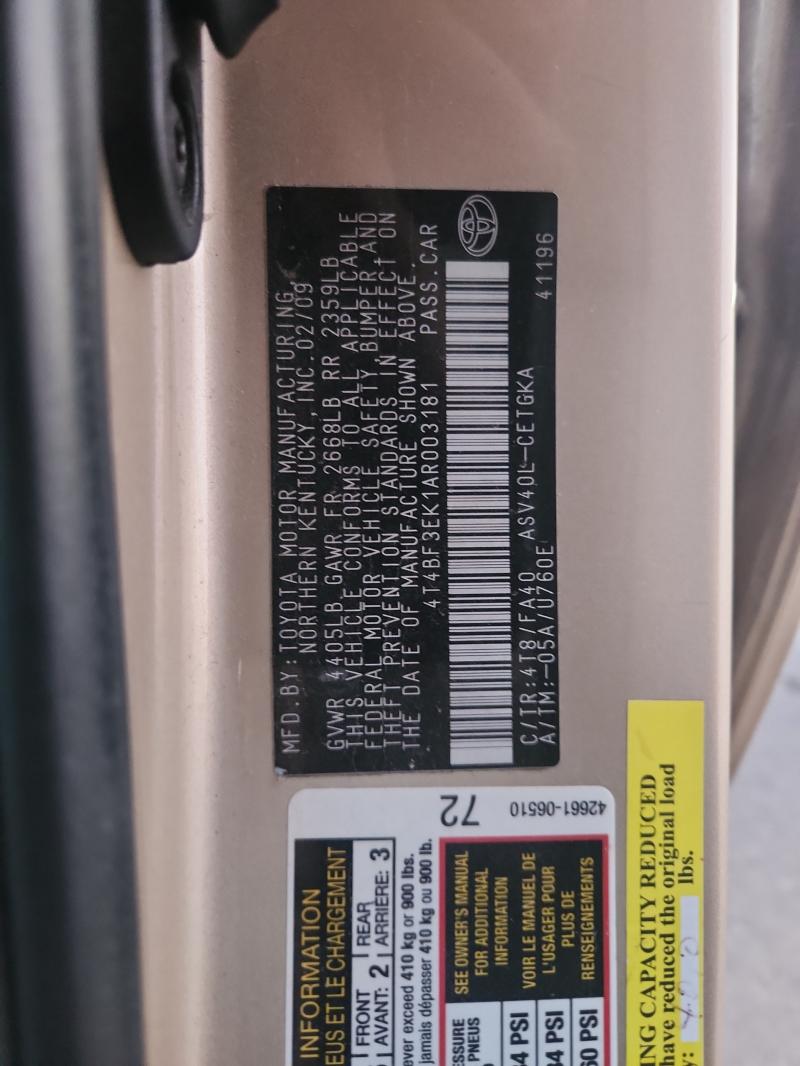 MFD.BY:TOYOTA MOTOR MANUFACTURING,
NORTHERN KENTUCKY,INC.02/09
GVWR 4405LB GAWR FR 2668LB RR 2359LB
THIS VEHICLE CONFORMS TO ALL APPLICABLE
FEDERAL MOTOR VEHICLE SAFETY, BUMPER AND
THEFT PREVENTION STANDARDS IN EFFECT ON
THE DATE OF MANUFACTURE SHOWN ABOVE.
4T4BF3EK1AR003181 PASS.CAR
C/TR:4T8/FA40 ASV40L-CETGKA 41196
A/TM:-05A/U760E
72
42661-06510
INFORMATION
EUS ET LE CHARGEMENT
FRONT REAR
AVANT: 2 ARRIÈRE: 3
ever exceed 410 kg or 900 lbs.
jamais dépasser 410 kg ou 900 lb.
ESSURE
PNEUS
34 PSI
34 PSI
60 PSI
SEE OWNER'S MANUAL
FOR ADDITIONAL
INFORMATION
VOIR LE MANUEL DE
L'USAGER POUR
PLUS DE
RENSEIGNEMENTS
ING CAPACITY REDUCED
have reduced the original load
y: lbs.